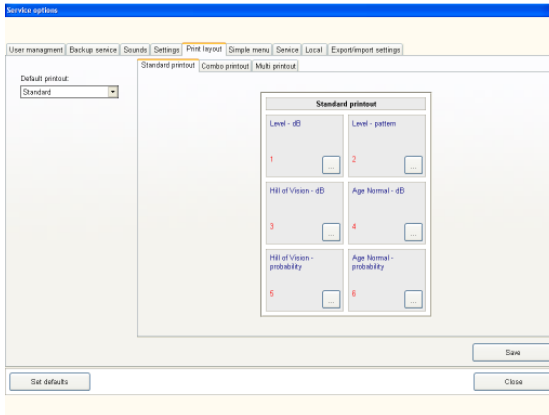 Service options
User managment Backup service Sounds Settings Print layout Simple menu Service Local Export/import settings
Standard printout Combo printout Multi printout
Default printout:
Standard
Standard printout
Level - dB Level - pattern
1 ... 2 ...
Hill of Vision - dB Age Normal - dB
3 ... 4 ...
Hill of Vision - Age Normal -
probability probability
5 ... 6 ...
Save
Set defaults Close